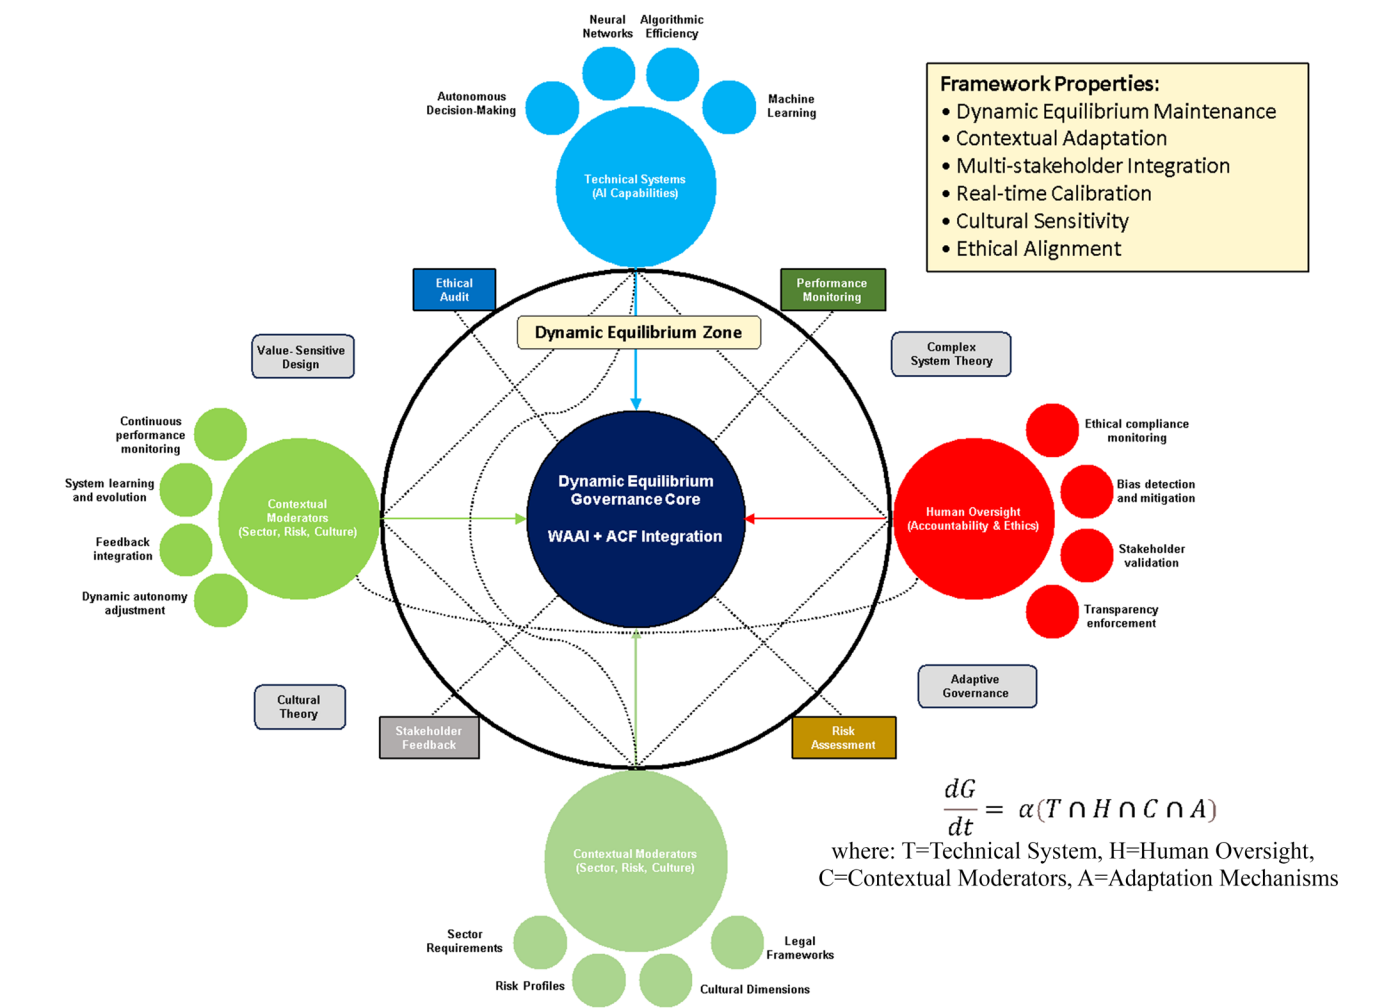 Neural
Networks
Algorithmic
Efficiency
Autonomous
Decision-Making
Machine
Learning
Technical Systems
(AI Capabilities)
Framework Properties:
• Dynamic Equilibrium Maintenance
• Contextual Adaptation
• Multi-stakeholder Integration
• Real-time Calibration
• Cultural Sensitivity
• Ethical Alignment
Ethical
Audit
Performance
Monitoring
Dynamic Equilibrium Zone
Value- Sensitive
Design
Complex
System Theory
Continuous
performance
monitoring
System learning
and evolution
Feedback
integration
Dynamic autonomy
adjustment
Contextual
Moderators
(Sector, Risk, Culture)
Dynamic Equilibrium
Governance Core
WAAI + ACF Integration
Human Oversight
(Accountability & Ethics)
Ethical compliance
monitoring
Bias detection
and mitigation
Stakeholder
validation
Transparency
enforcement
Cultural
Theory
Adaptive
Governance
Stakeholder
Feedback
Risk
Assessment
dG/dt = α(T ∩ H ∩ C ∩ A)
where: T=Technical System, H=Human Oversight,
C=Contextual Moderators, A=Adaptation Mechanisms
Contextual Moderators
(Sector, Risk, Culture)
Sector
Requirements
Risk Profiles
Cultural Dimensions
Legal
Frameworks